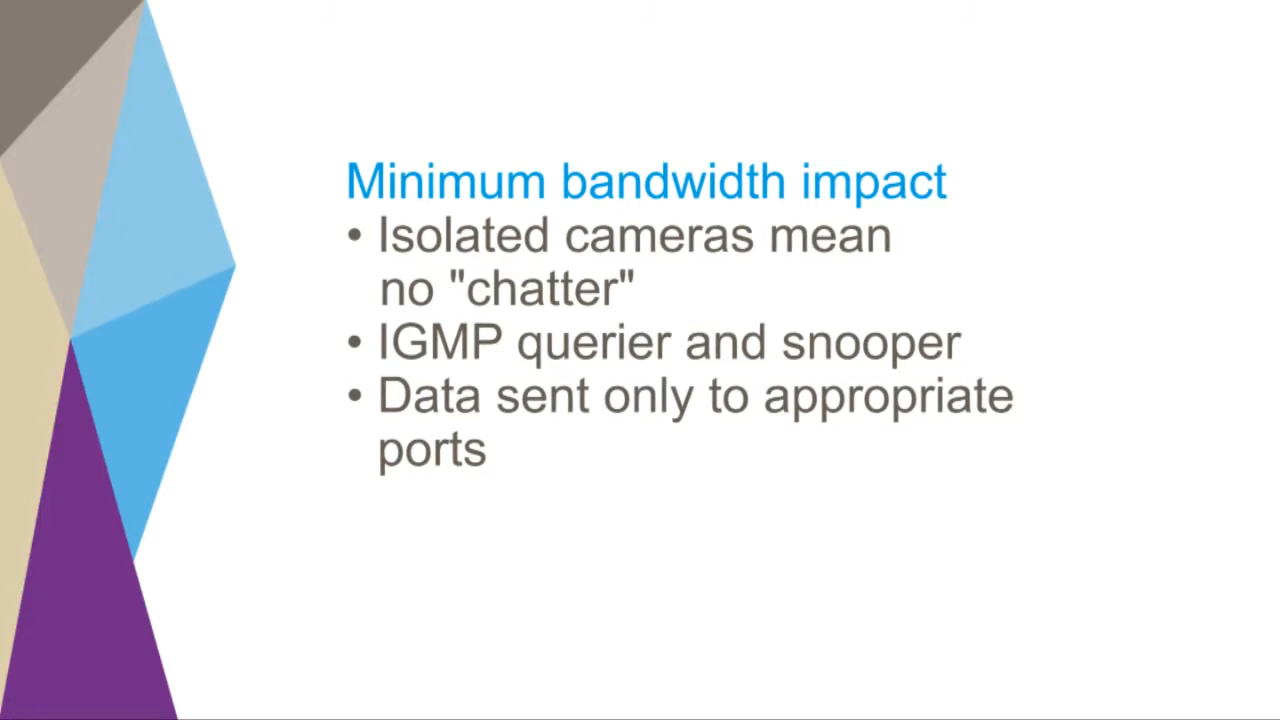 Minimum bandwidth impact
• Isolated cameras mean
no "chatter"
• IGMP querier and snooper
• Data sent only to appropriate
ports